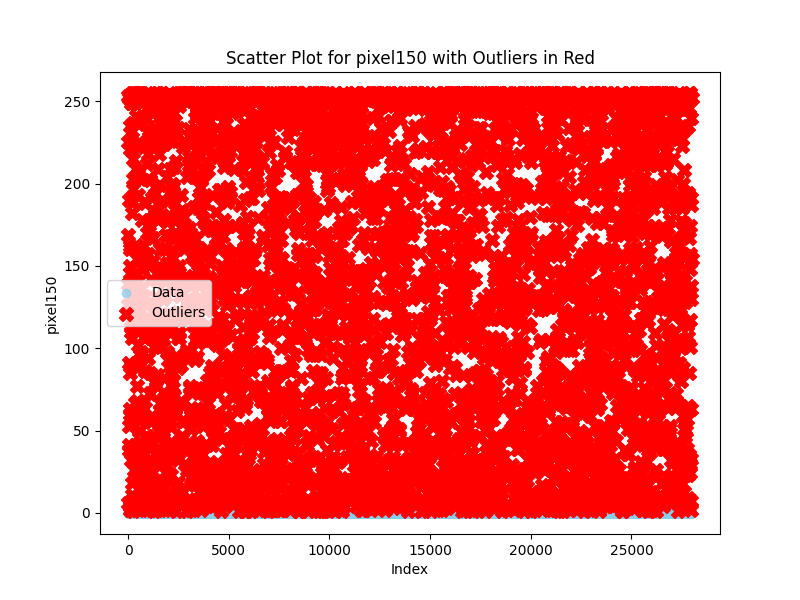 Scatter Plot for pixel150 with Outliers in Red
250
200
150
100
50
0
pixel150
Data
Outliers
0 5000 10000 15000 20000 25000
Index